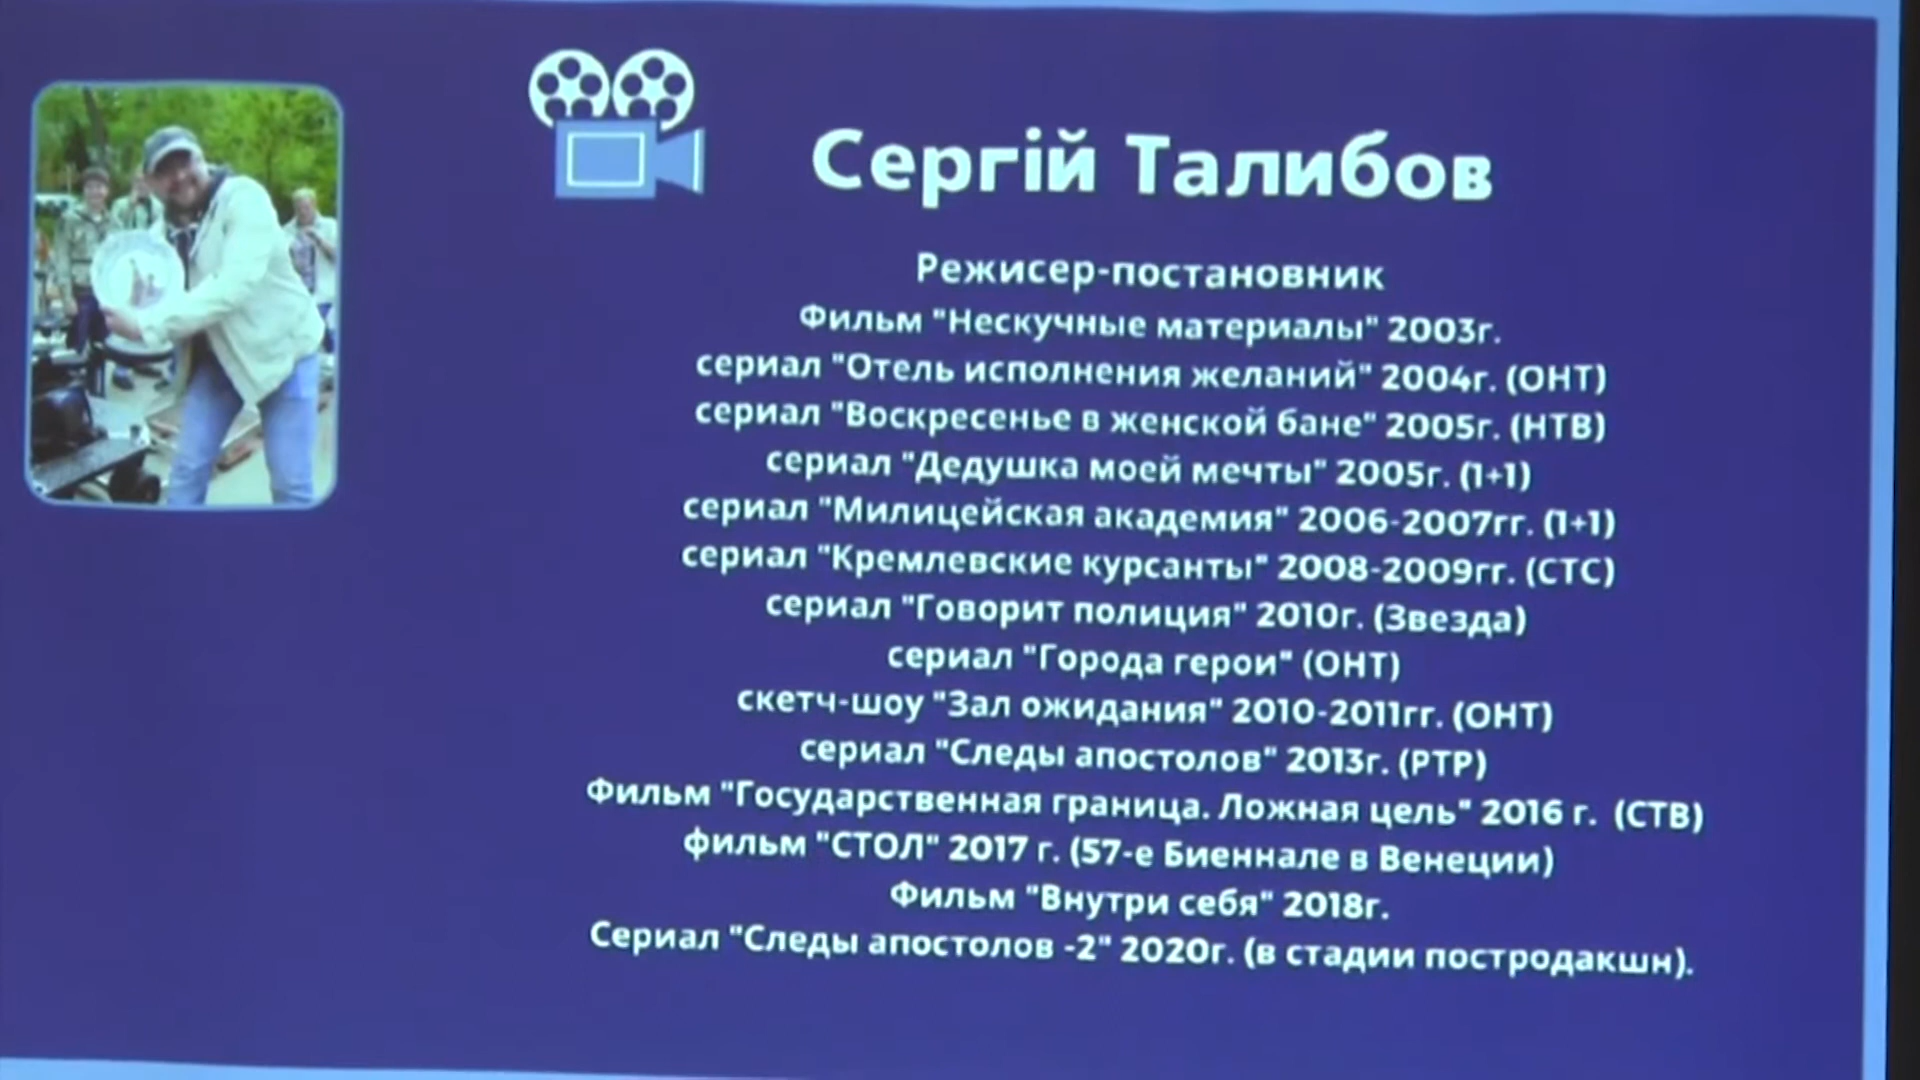 Сергій Талибов
Режисер-постановник
Фильм "Нескучные материалы" 2003г.
сериал "Отель исполнения желаний" 2004г. (ОНТ)
сериал "Воскресенье в женской бане" 2005г. (НТВ)
сериал "Дедушка моей мечты" 2005г. (1+1)
сериал "Милицейская академия" 2006-2007гг. (1+1)
сериал "Кремлевские курсанты" 2008-2009гг. (СТС)
сериал "Говорит полиция" 2010г. (Звезда)
сериал "Города герои" (ОНТ)
скетч-шоу "Зал ожидания" 2010-2011гг. (ОНТ)
сериал "Следы апостолов" 2013г. (РТР)
Фильм "Государственная граница. Ложная цель" 2016 г. (СТВ)
фильм "СТОЛ" 2017 г. (57-е Биеннале в Венеции)
Фильм "Внутри себя" 2018г.
Сериал "Следы апостолов -2" 2020г. (в стадии постродакшн).